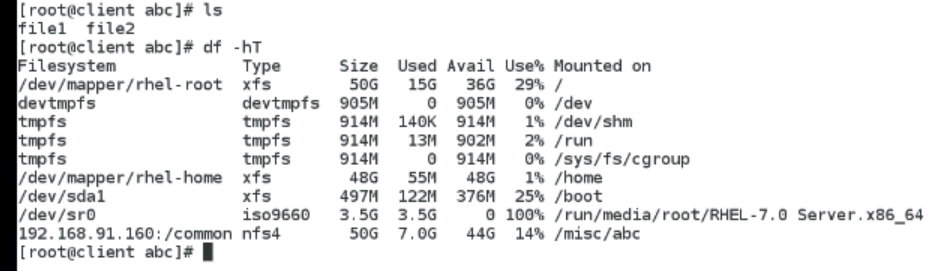 [root@client abc]# ls
file1  file2
[root@client abc]# df -hT
Filesystem            Type      Size  Used Avail Use% Mounted on
/dev/mapper/rhel-root xfs        50G   15G   36G  29% /
devtmpfs              devtmpfs  905M     0  905M   0% /dev
tmpfs                 tmpfs     914M  140K  914M   1% /dev/shm
tmpfs                 tmpfs     914M   13M  902M   2% /run
tmpfs                 tmpfs     914M     0  914M   0% /sys/fs/cgroup
/dev/mapper/rhel-home xfs        48G   55M   48G   1% /home
/dev/sda1             xfs       497M  122M  376M  25% /boot
/dev/sr0              iso9660   3.5G  3.5G     0 100% /run/media/root/RHEL-7.0 Server.x86_64
192.168.91.160:/common nfs4       50G  7.0G   44G  14% /misc/abc
[root@client abc]#